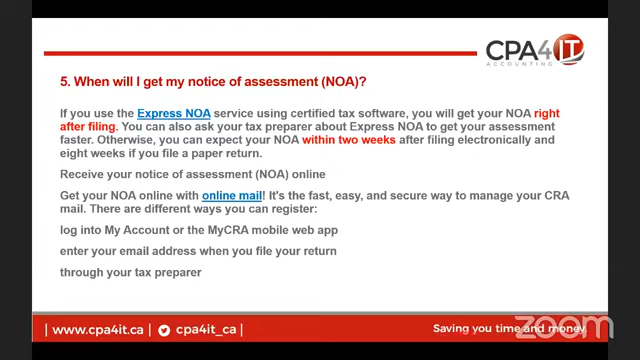 CPA4IT
ACCOUNTING
5. When will I get my notice of assessment (NOA)?
If you use the Express NOA service using certified tax software, you will get your NOA right
after filing. You can also ask your tax preparer about Express NOA to get your assessment
faster. Otherwise, you can expect your NOA within two weeks after filing electronically and
eight weeks if you file a paper return.
Receive your notice of assessment (NOA) online
Get your NOA online with online mail! It's the fast, easy, and secure way to manage your CRA
mail. There are different ways you can register:
log into My Account or the MyCRA mobile web app
enter your email address when you file your return
through your tax preparer
| www.cpa4it.ca | cpa4it_ca | Saving you time and money.
zoom